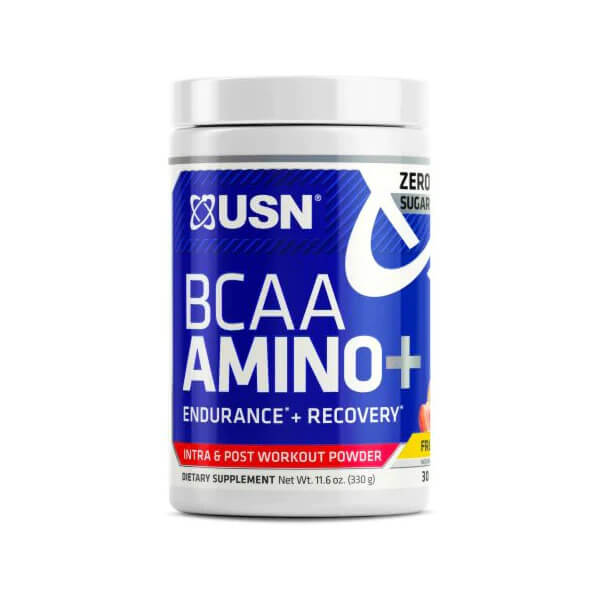 ZERO
SUGAR
USN®
BCAA
AMINO+
ENDURANCE* + RECOVERY*
INTRA & POST WORKOUT POWDER
DIETARY SUPPLEMENT Net Wt. 11.6 oz. (330 g)
30